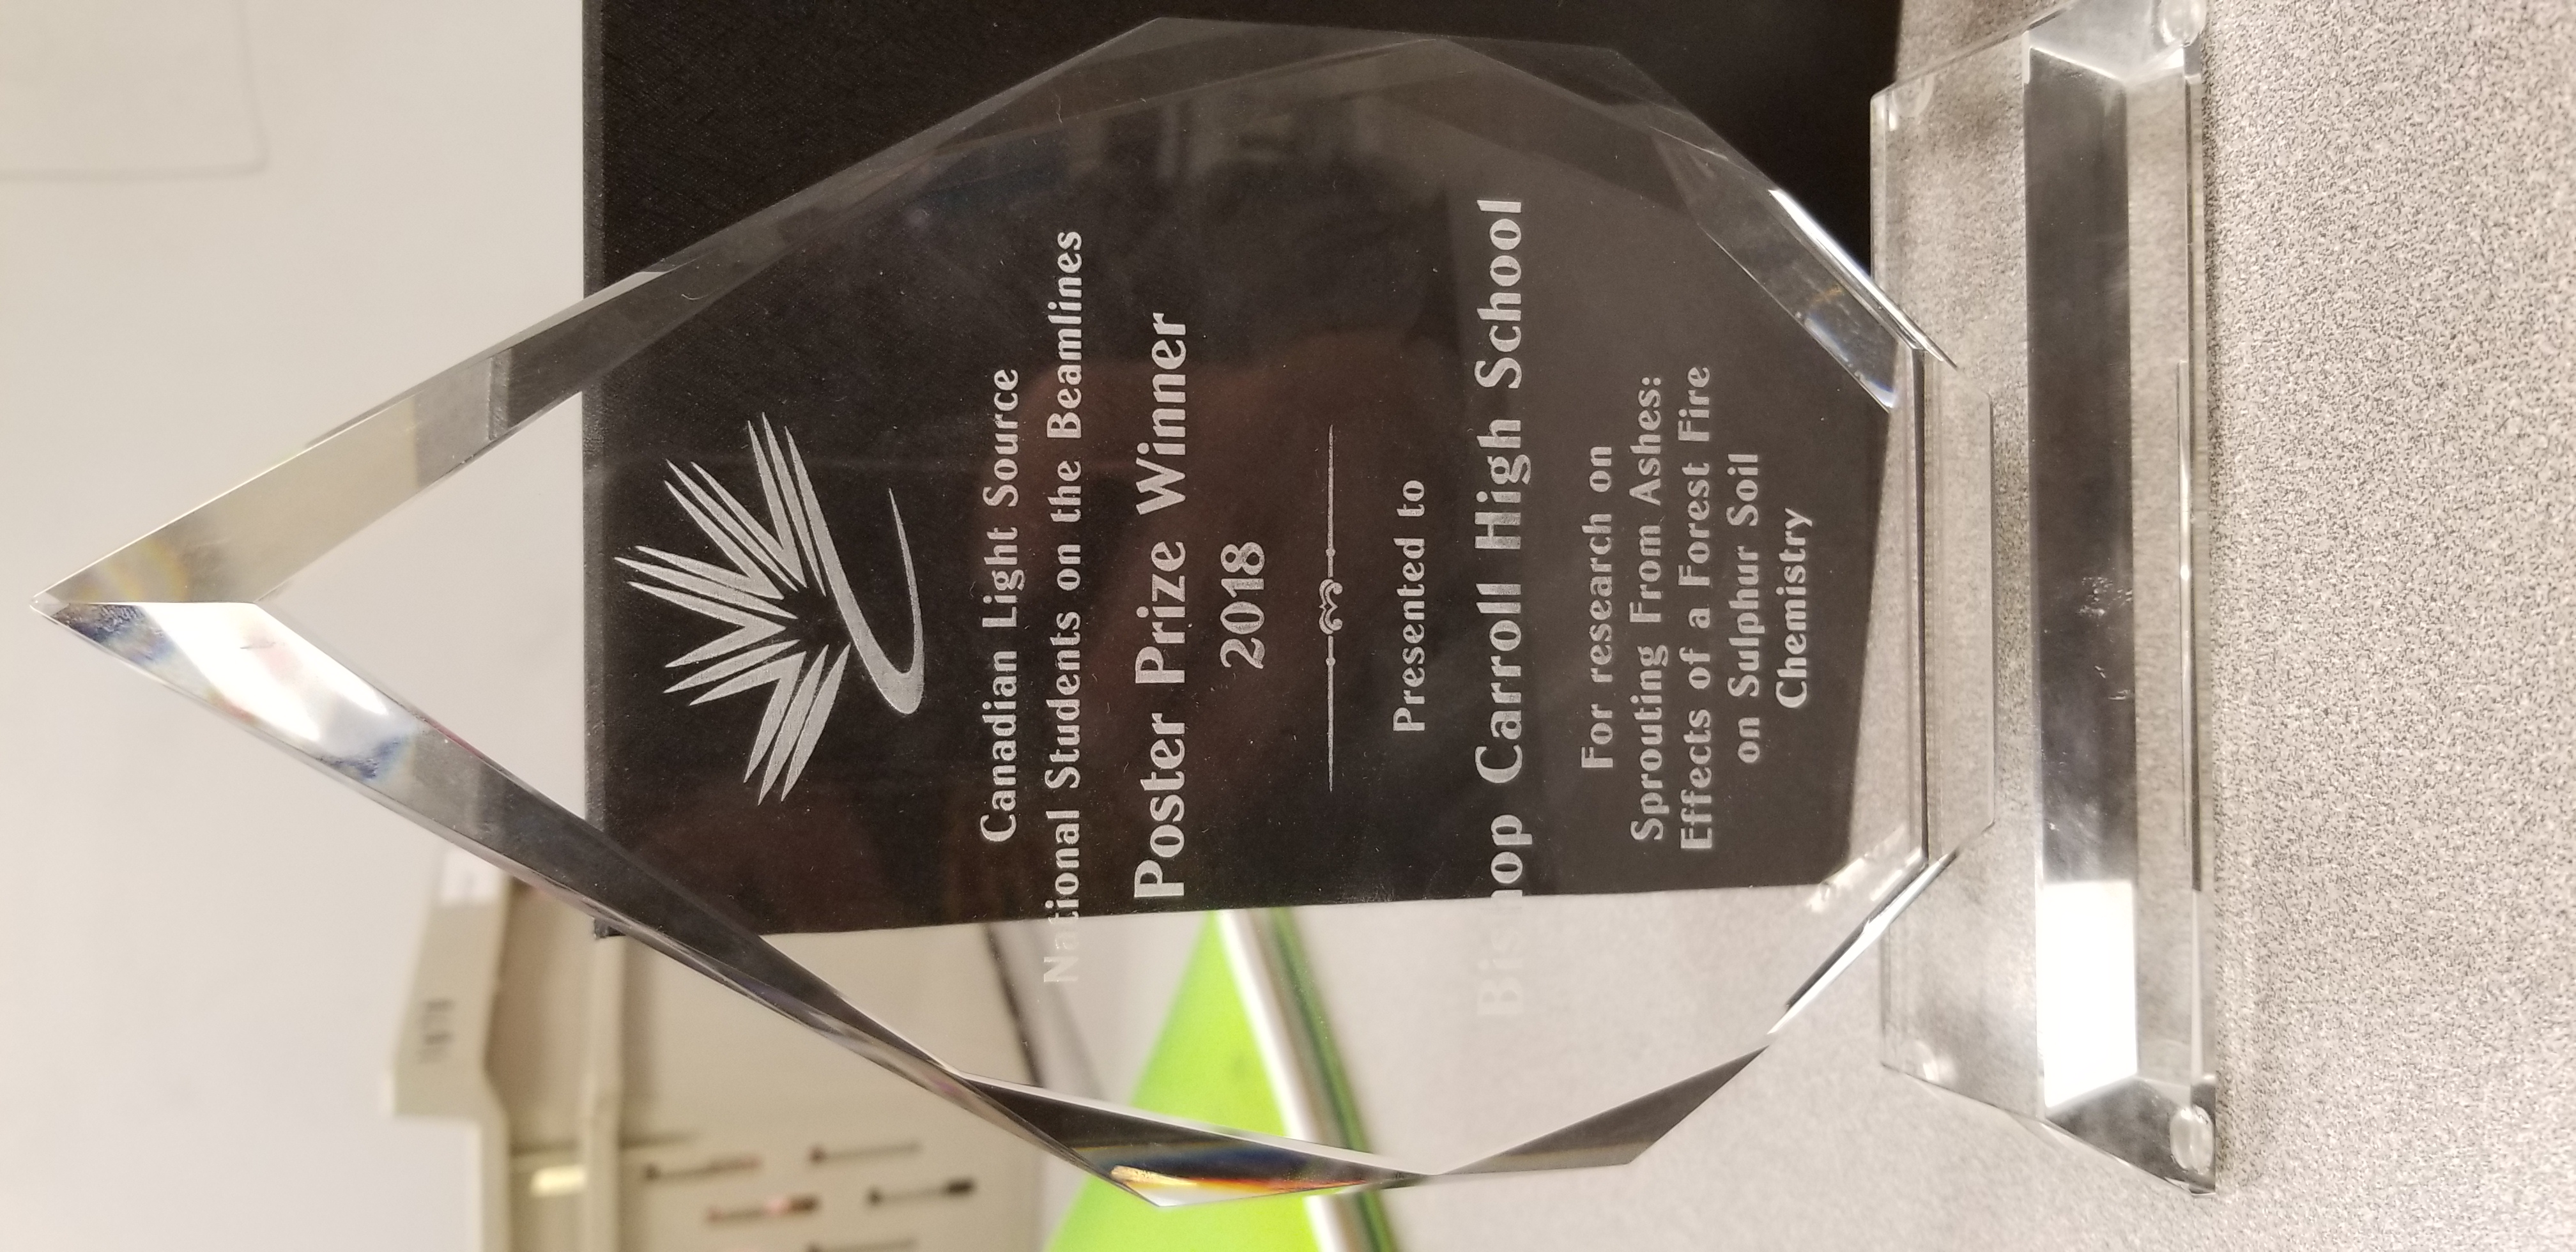 Canadian Light Source
National Students on the Beamlines
Poster Prize Winner
2018
Presented to
Bishop Carroll High School
For research on
Sprouting From Ashes:
Effects of a Forest Fire
on Sulphur Soil
Chemistry